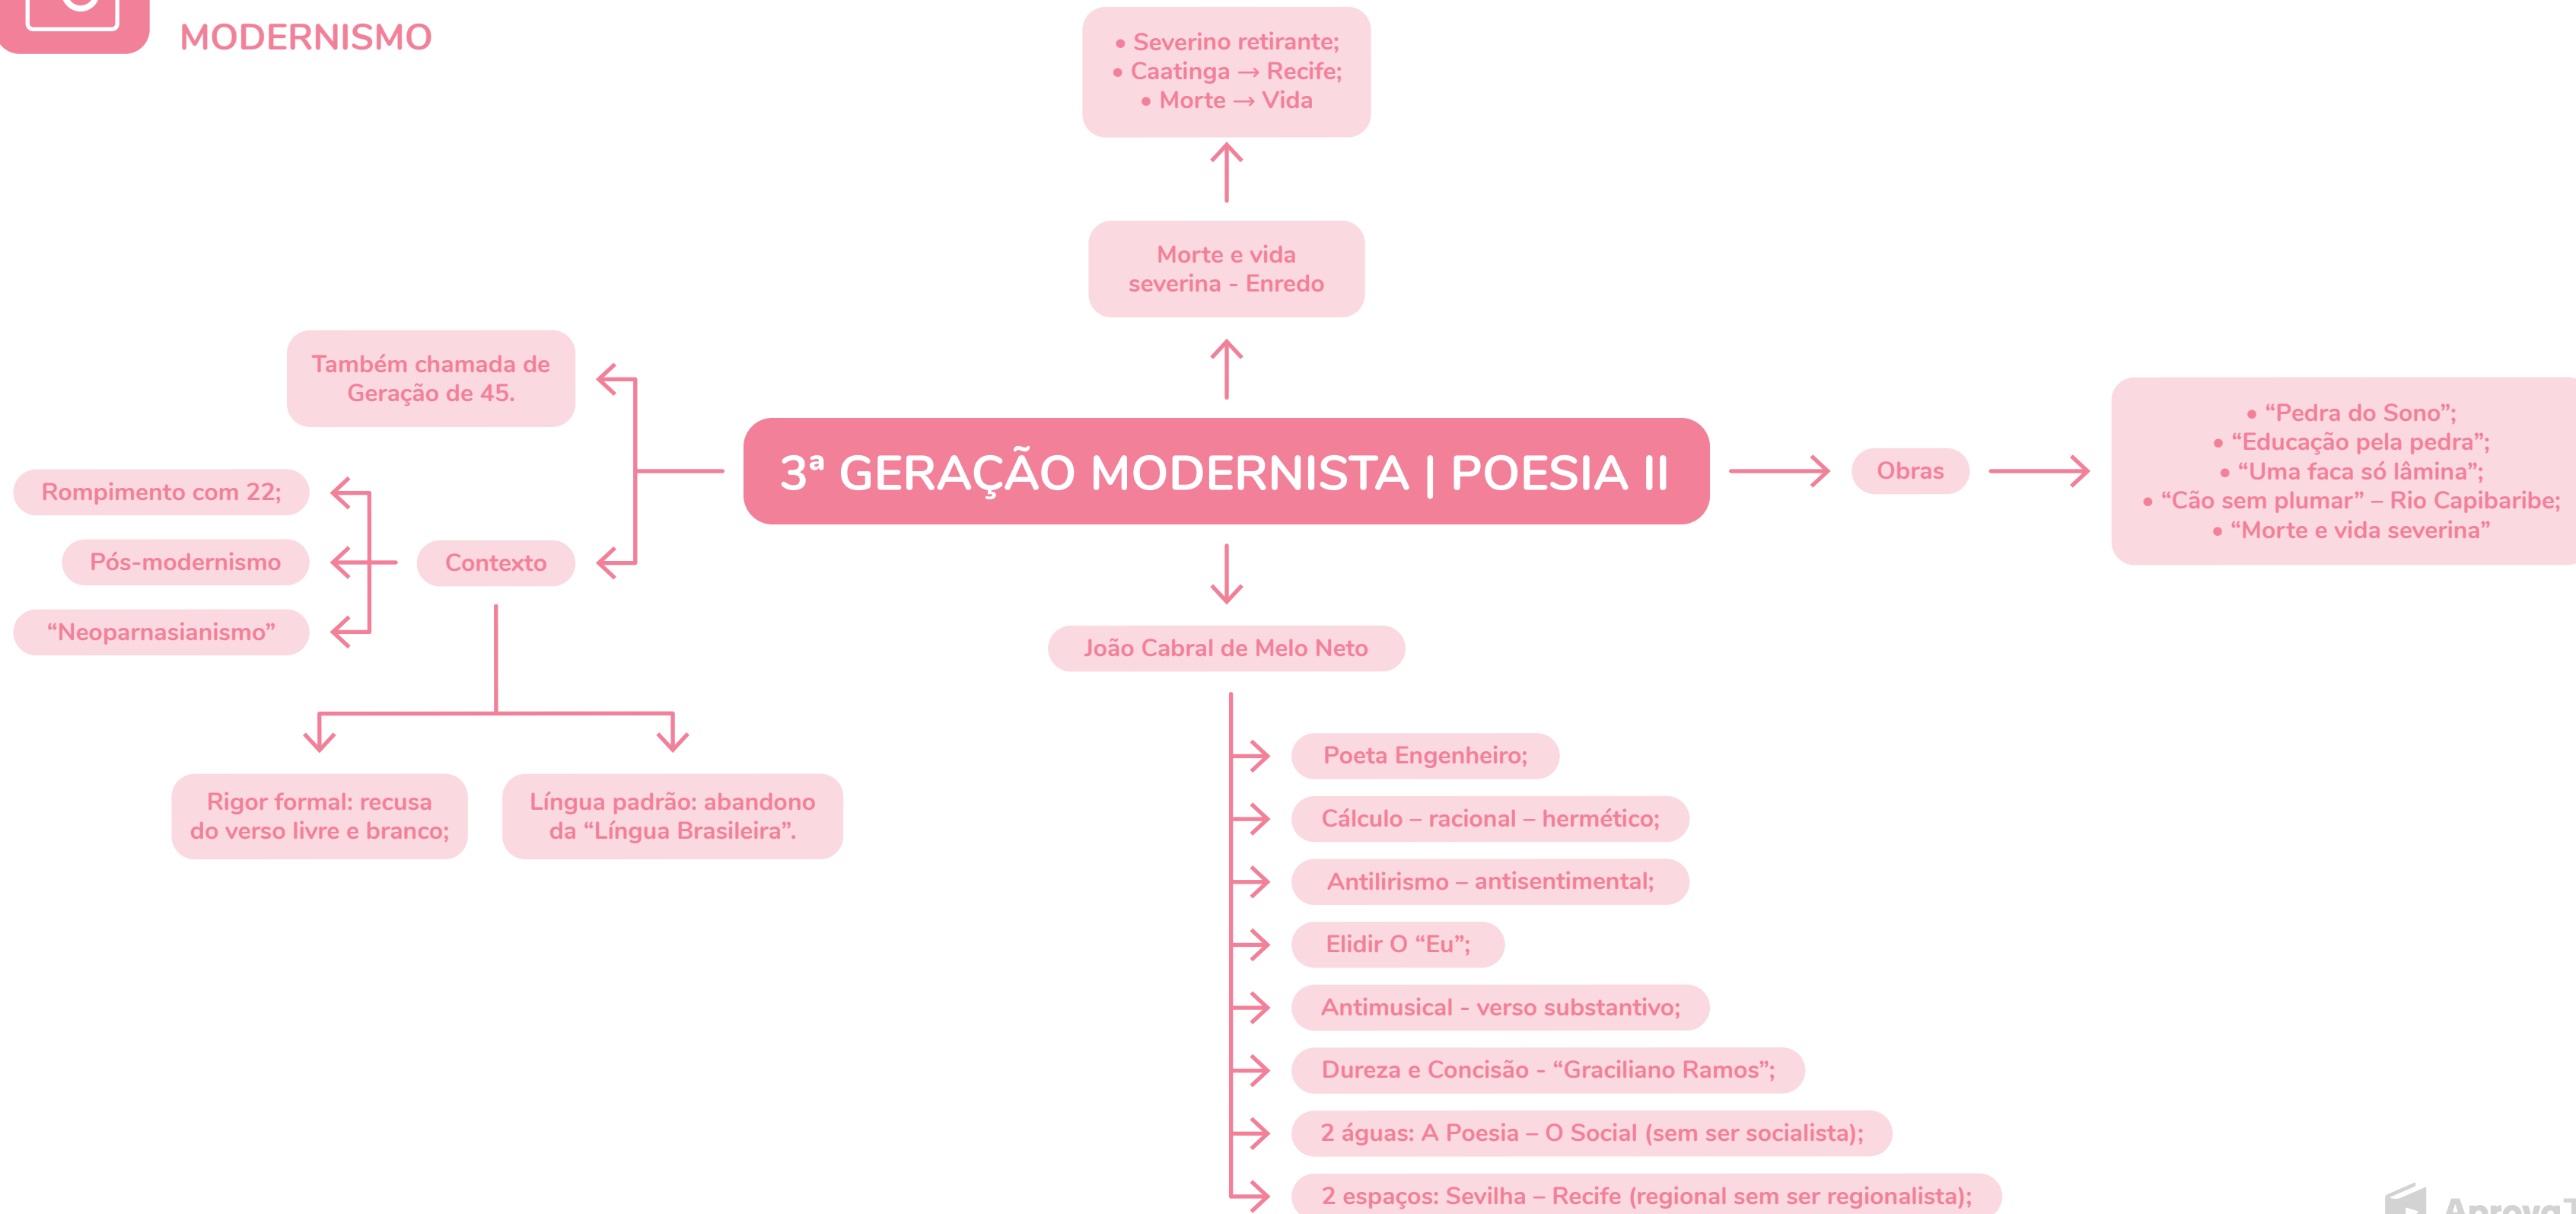 MODERNISMO
• Severino retirante;
• Caatinga → Recife;
• Morte → Vida
Morte e vida
severina - Enredo
Também chamada de
Geração de 45.
3ª GERAÇÃO MODERNISTA | POESIA II
Obras
• “Pedra do Sono”;
• “Educação pela pedra”;
• “Uma faca só lâmina”;
• “Cão sem plumar” – Rio Capibaribe;
• “Morte e vida severina”
Rompimento com 22;
Pós-modernismo
“Neoparnasianismo”
Contexto
Rigor formal: recusa
do verso livre e branco;
Língua padrão: abandono
da “Língua Brasileira”.
João Cabral de Melo Neto
Poeta Engenheiro;
Cálculo – racional – hermético;
Antilirismo – antisentimental;
Elidir O “Eu”;
Antimusical - verso substantivo;
Dureza e Concisão - “Graciliano Ramos”;
2 águas: A Poesia – O Social (sem ser socialista);
2 espaços: Sevilha – Recife (regional sem ser regionalista);